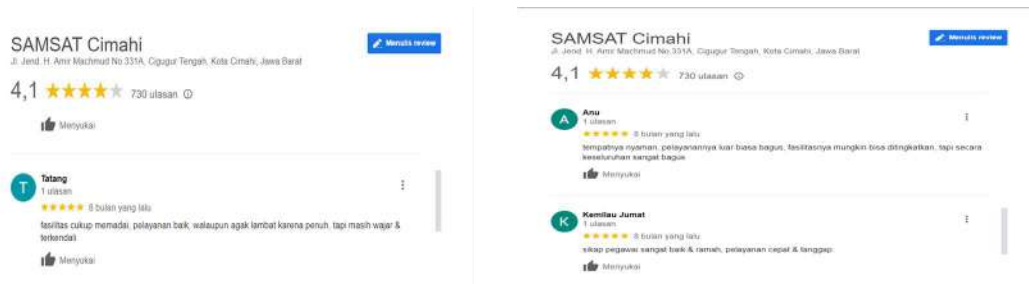 SAMSAT Cimahi
Menulis review
Jl. Jend. H. Amir Machmud No.331A, Cigugur Tengah, Kota Cimahi, Jawa Barat
4,1 730 ulasan
Menyukai
T
Tatang
1 ulasan
8 bulan yang lalu
fasilitas cukup memadai, pelayanan baik, walaupun agak lambat karena penuh, tapi masih wajar &
terkendali
Menyukai
SAMSAT Cimahi
Menulis review
Jl. Jend. H. Amir Machmud No.331A, Cigugur Tengah, Kota Cimahi, Jawa Barat
4,1 730 ulasan
A
Anu
1 ulasan
8 bulan yang lalu
tempatnya nyaman, pelayanannya luar biasa bagus, fasilitasnya mungkin bisa ditingkatkan, tapi secara
keseluruhan sangat bagus
Menyukai
K
Kemilau Jumat
1 ulasan
8 bulan yang lalu
sikap pegawai sangat baik & ramah, pelayanan cepat & tanggap.
Menyukai